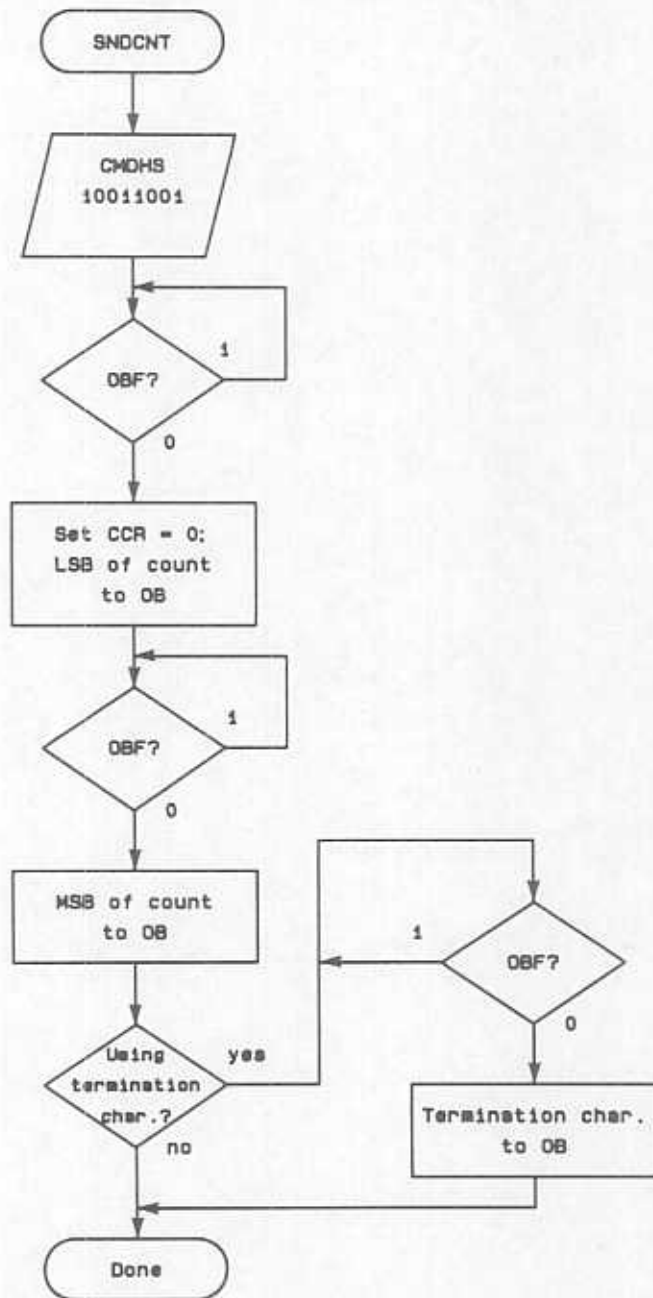 SNDCNT
CMDHS
10011001
1
OBF?
0
Set CCR = 0;
LSB of count
to OB
1
OBF?
0
MSB of count
to OB
1
OBF?
0
Using
termination
char.?
yes
no
Termination char.
to OB
Done